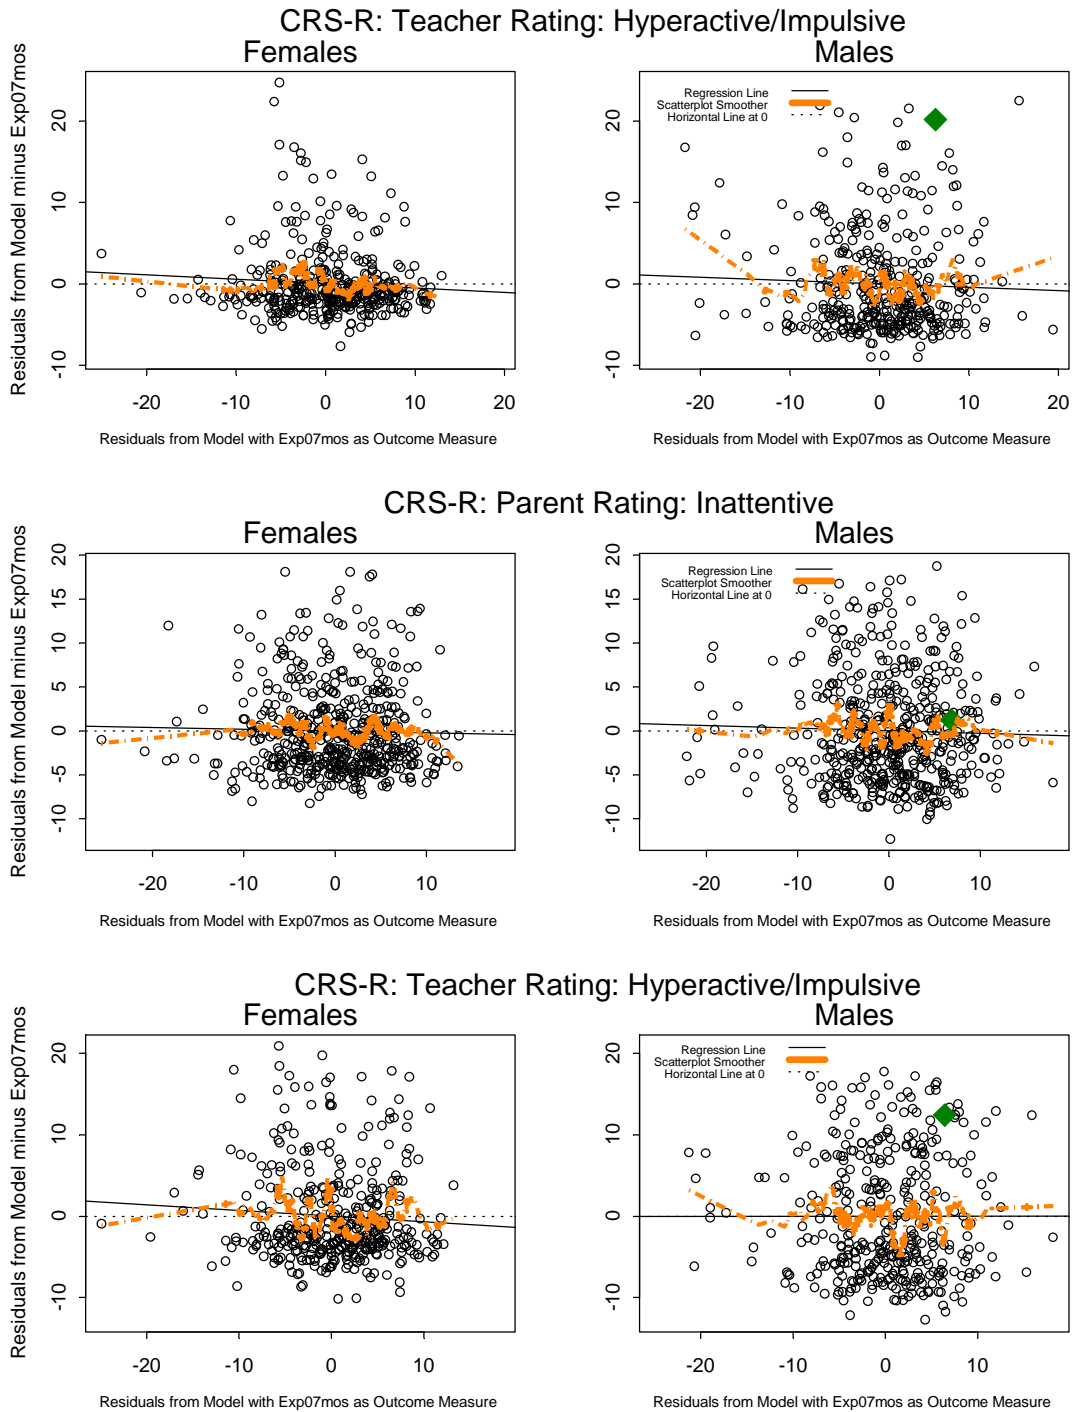 CRS-R: Teacher Rating: Hyperactive/Impulsive
Females
Males
Residuals from Model minus Exp07mos
20
10
0
-10
-20
-10
0
10
20
Residuals from Model with Exp07mos as Outcome Measure
Regression Line
Scatterplot Smoother
Horizontal Line at 0
20
10
0
-10
-20
-10
0
10
20
Residuals from Model with Exp07mos as Outcome Measure
CRS-R: Parent Rating: Inattentive
Females
Males
Residuals from Model minus Exp07mos
20
15
10
5
0
-5
-10
-20
-10
0
10
Residuals from Model with Exp07mos as Outcome Measure
Regression Line
Scatterplot Smoother
Horizontal Line at 0
20
15
10
5
0
-5
-10
-20
-10
0
10
Residuals from Model with Exp07mos as Outcome Measure
CRS-R: Teacher Rating: Hyperactive/Impulsive
Females
Males
Residuals from Model minus Exp07mos
20
10
0
-10
-20
-10
0
10
Residuals from Model with Exp07mos as Outcome Measure
Regression Line
Scatterplot Smoother
Horizontal Line at 0
20
10
0
-10
-20
-10
0
10
Residuals from Model with Exp07mos as Outcome Measure